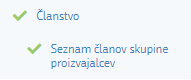 Članstvo
Seznam članov skupine
proizvajalcev